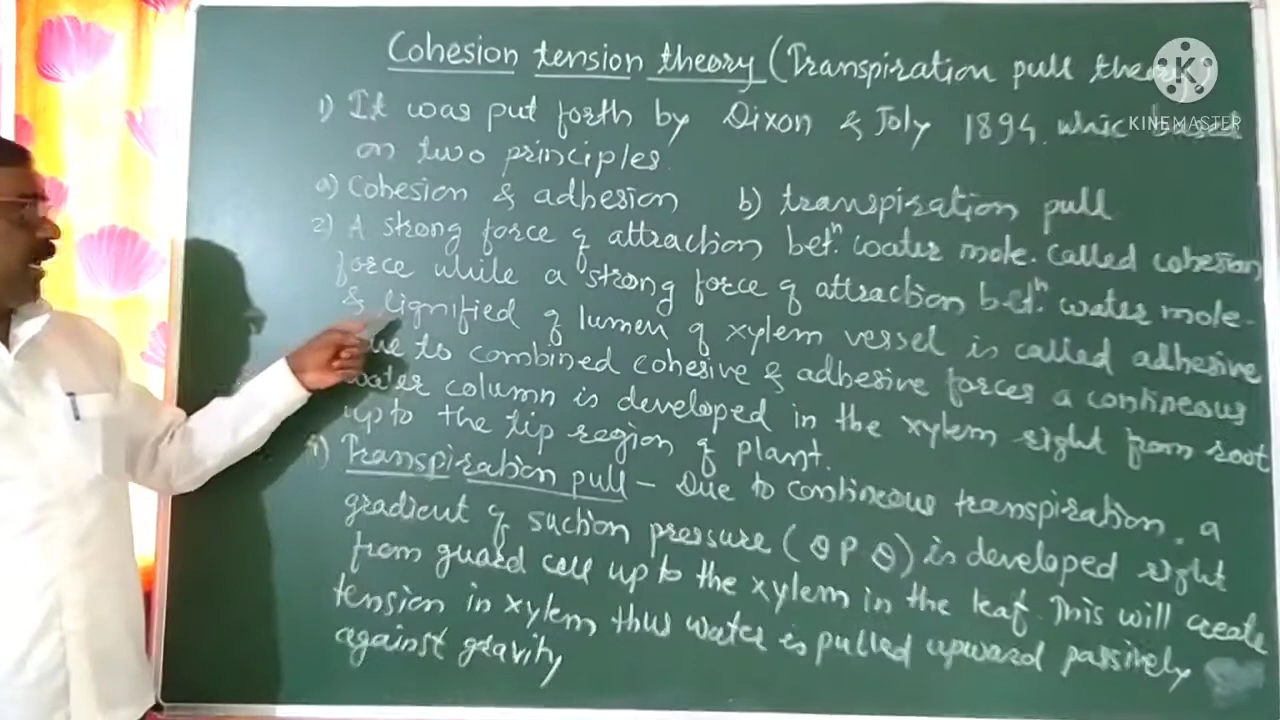 Cohesion tension theory (Transpiration pull theory)
KINEMASTER
1) It was put forth by Dixon & Joly 1894. whic based
on two principles.
a) Cohesion & adhesion b) transpiration pull
2) A strong force of attraction betn. water mole. called cohesion
force while a strong force of attraction betn. water mole.
& lignified of lumen of xylem vessel is called adhesive
due to combined cohesive & adhesive forces a contineous
water column is developed in the xylem right from root
upto the tip region of plant.
Transpiration pull – Due to contineous transpiration, a
gradient of suction pressure ( P ) is developed right
from guard cell up to the xylem in the leaf. This will create
tension in xylem thus water is pulled upward passively
against gravity